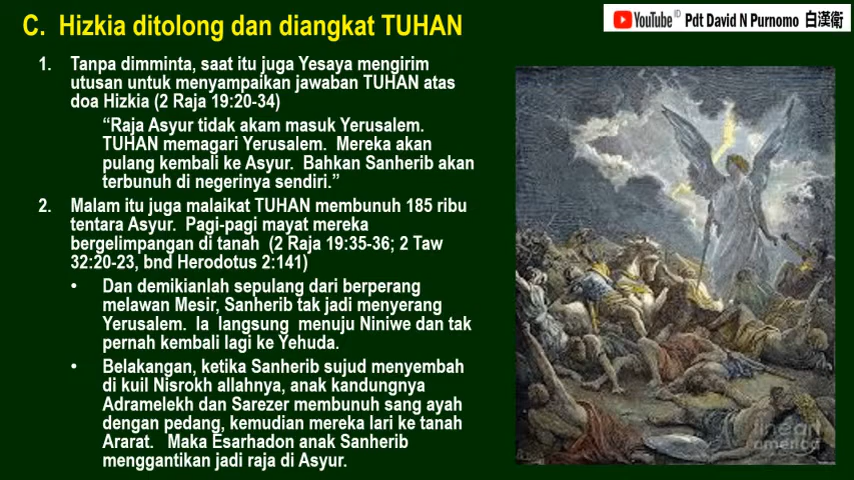 C. Hizkia ditolong dan diangkat TUHAN
YouTube ID Pdt David N Purnomo 白漢衛
1. Tanpa dimminta, saat itu juga Yesaya mengirim
utusan untuk menyampaikan jawaban TUHAN atas
doa Hizkia (2 Raja 19:20-34)
“Raja Asyur tidak akam masuk Yerusalem.
TUHAN memagari Yerusalem. Mereka akan
pulang kembali ke Asyur. Bahkan Sanherib akan
terbunuh di negerinya sendiri.”
2. Malam itu juga malaikat TUHAN membunuh 185 ribu
tentara Asyur. Pagi-pagi mayat mereka
bergelimpangan di tanah (2 Raja 19:35-36; 2 Taw
32:20-23, bnd Herodotus 2:141)
• Dan demikianlah sepulang dari berperang
melawan Mesir, Sanherib tak jadi menyerang
Yerusalem. Ia langsung menuju Niniwe dan tak
pernah kembali lagi ke Yehuda.
• Belakangan, ketika Sanherib sujud menyembah
di kuil Nisrokh allahnya, anak kandungnya
Adramelekh dan Sarezer membunuh sang ayah
dengan pedang, kemudian mereka lari ke tanah
Ararat. Maka Esarhadon anak Sanherib
menggantikan jadi raja di Asyur.
fine art
america